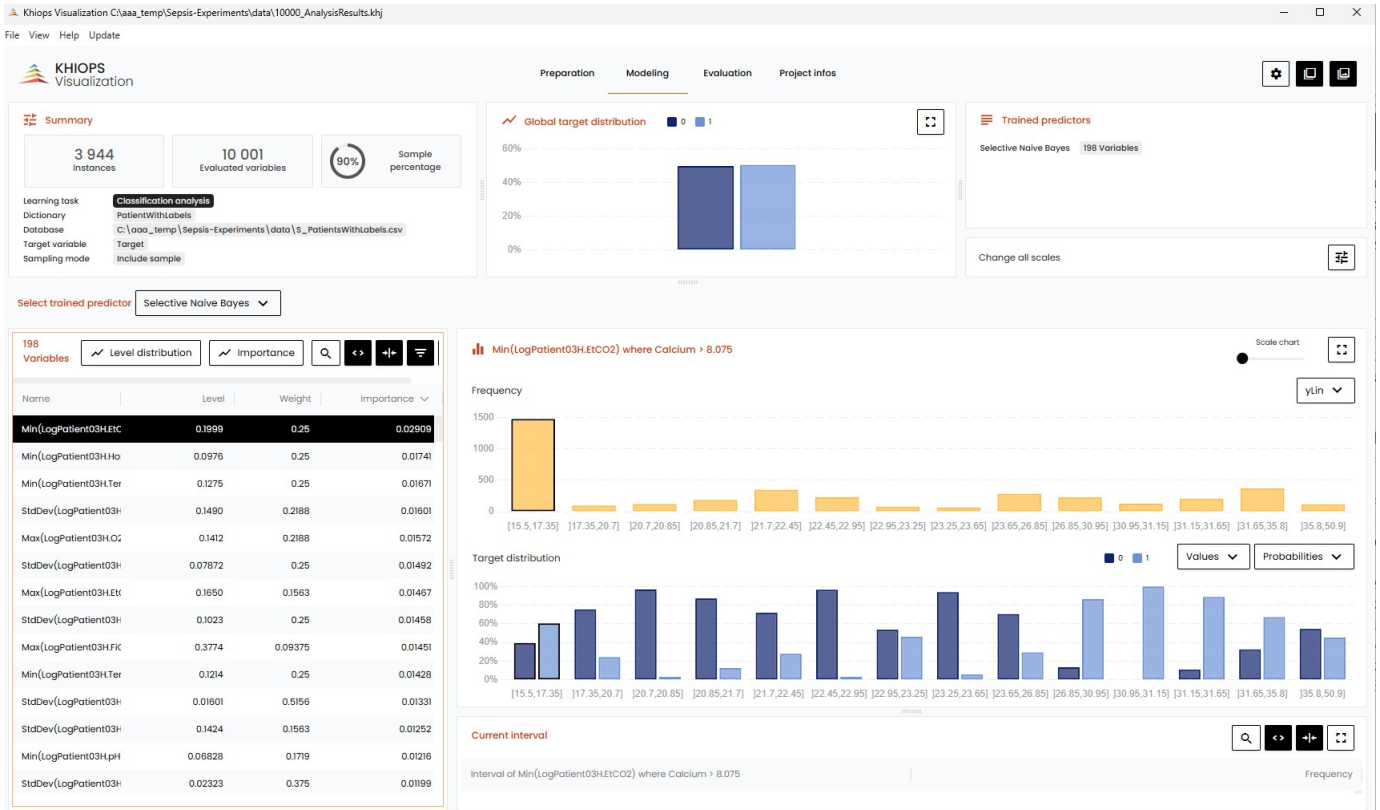 Khiops Visualization C:\aaa_temp\Sepsis-Experiments\data\10000_AnalysisResults.khj
File View Help Update
KHIOPS
Visualization
Preparation Modeling Evaluation Project infos
Summary
3 944
Instances
10 001
Evaluated variables
90%
Sample
percentage
Learning task Classification analysis
Dictionary PatientWithLabels
Database C:\aaa_temp\Sepsis-Experiments\data\S_PatientsWithLabels.csv
Target variable Target
Sampling mode Include sample
Global target distribution 0 1
60%
40%
20%
0%
Trained predictors
Selective Naive Bayes 198 Variables
Change all scales
Select trained predictor Selective Naive Bayes
198
Variables
Level distribution Importance
Name Level Weight Importance
Min(LogPatient03H.EtC 0.1999 0.25 0.02909
Min(LogPatient03H.Ho 0.0976 0.25 0.01741
Min(LogPatient03H.Ter 0.1275 0.25 0.01671
StdDev(LogPatient03H 0.1490 0.2188 0.01601
Max(LogPatient03H.O2 0.1412 0.2188 0.01572
StdDev(LogPatient03H 0.07872 0.25 0.01492
Max(LogPatient03H.EtC 0.1650 0.1563 0.01467
StdDev(LogPatient03H 0.1023 0.25 0.01458
Max(LogPatient03H.FiC 0.3774 0.09375 0.01451
Min(LogPatient03H.Ter 0.1214 0.25 0.01428
StdDev(LogPatient03H 0.01601 0.5156 0.01331
StdDev(LogPatient03H 0.1424 0.1563 0.01252
Min(LogPatient03H.pH 0.06828 0.1719 0.01216
StdDev(LogPatient03H 0.02323 0.375 0.01199
Min(LogPatient03H.EtCO2) where Calcium > 8.075
Scale chart
Frequency
yLin
1500
1000
500
0
[15.5,17.35] ]17.35,20.7] ]20.7,20.85] ]20.85,21.7] ]21.7,22.45] ]22.45,22.95] ]22.95,23.25] ]23.25,23.65] ]23.65,26.85] ]26.85,30.95] ]30.95,31.15] ]31.15,31.65] ]31.65,35.8] ]35.8,50.9]
Target distribution
0 1 Values Probabilities
100%
80%
60%
40%
20%
0%
[15.5,17.35] ]17.35,20.7] ]20.7,20.85] ]20.85,21.7] ]21.7,22.45] ]22.45,22.95] ]22.95,23.25] ]23.25,23.65] ]23.65,26.85] ]26.85,30.95] ]30.95,31.15] ]31.15,31.65] ]31.65,35.8] ]35.8,50.9]
Current interval
Interval of Min(LogPatient03H.EtCO2) where Calcium > 8.075 Frequency